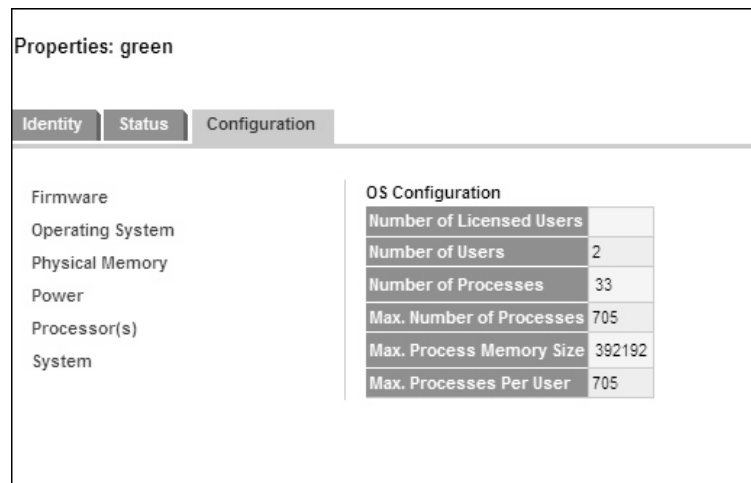 Properties: green
Identity Status Configuration
Firmware
Operating System
Physical Memory
Power
Processor(s)
System
OS Configuration
Number of Licensed Users
Number of Users 2
Number of Processes 33
Max. Number of Processes 705
Max. Process Memory Size 392192
Max. Processes Per User 705